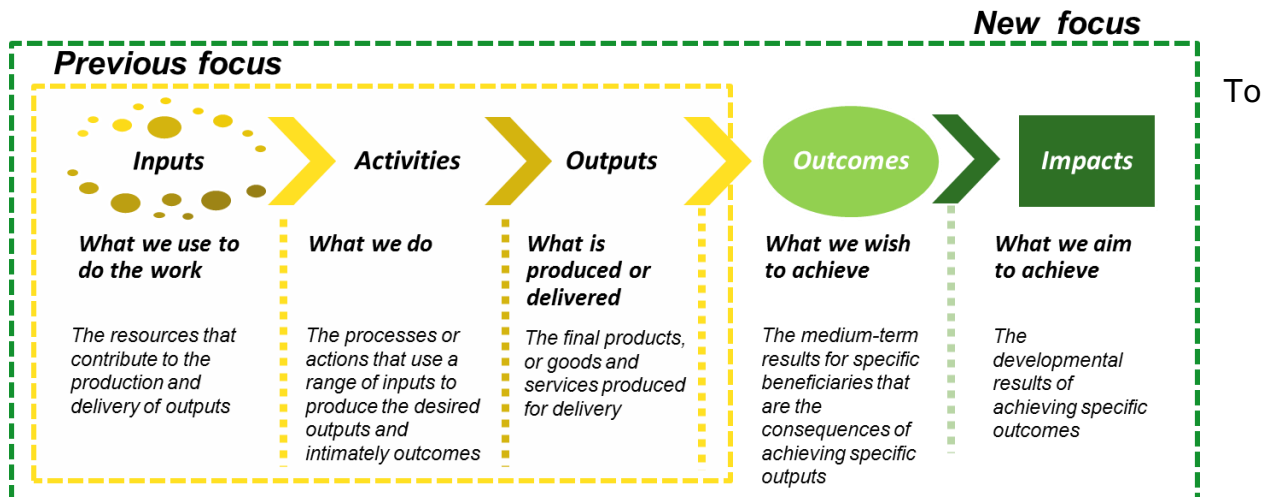 New focus
Previous focus
To
Inputs
Activities
Outputs
Outcomes
Impacts
What we use to
do the work
The resources that
contribute to the
production and
delivery of outputs
What we do
The processes or
actions that use a
range of inputs to
produce the desired
outputs and
intimately outcomes
What is
produced or
delivered
The final products,
or goods and
services produced
for delivery
What we wish
to achieve
The medium-term
results for specific
beneficiaries that
are the
consequences of
achieving specific
outputs
What we aim
to achieve
The
developmental
results of
achieving specific
outcomes